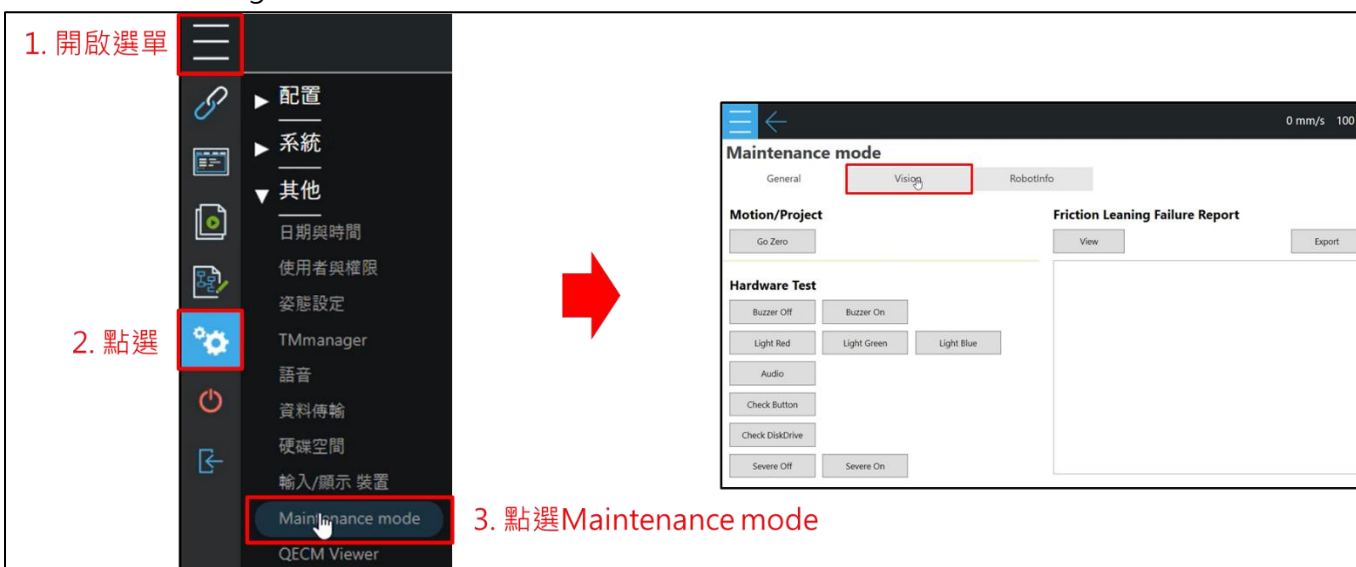 1. 開啟選單
配置
系統
其他
日期與時間
使用者與權限
姿態設定
2. 點選
TMmanager
語音
資料傳輸
硬碟空間
輸入/顯示 裝置
Maintenance mode
3. 點選Maintenance mode
QECM Viewer
0 mm/s 100
Maintenance mode
General Vision RobotInfo
Motion/Project Friction Leaning Failure Report
Go Zero View Export
Hardware Test
Buzzer Off Buzzer On
Light Red Light Green Light Blue
Audio
Check Button
Check DiskDrive
Severe Off Severe On